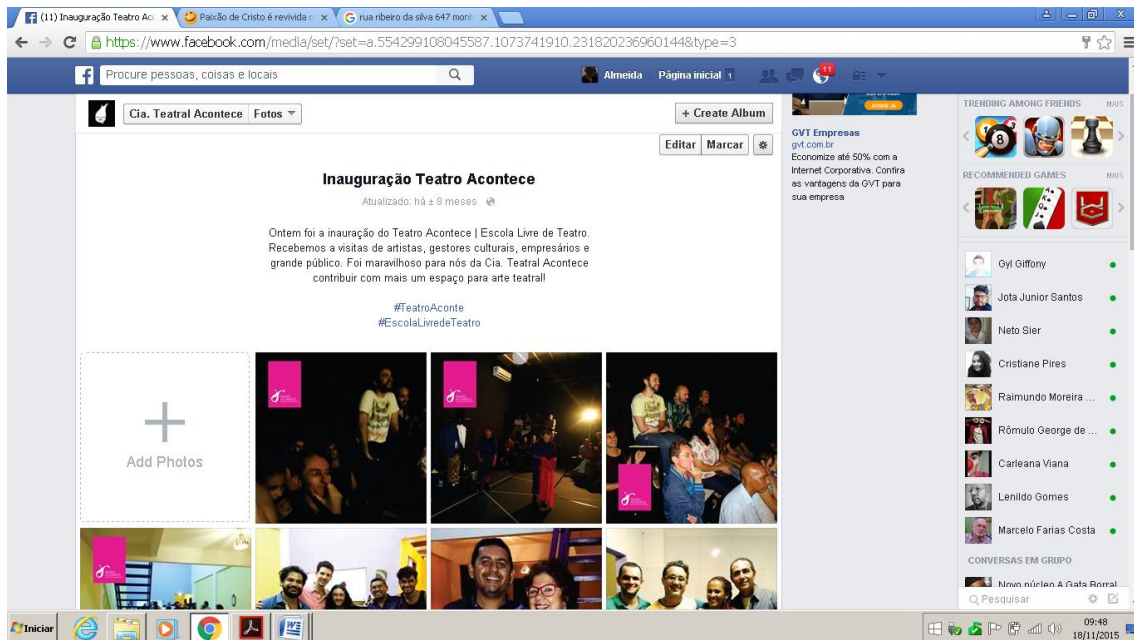 (11) Inauguração Teatro Aco
Paixão de Cristo é revivida
rua ribeiro da silva 647 mont
https://www.facebook.com/media/set/?set=a.554299108045587.1073741910.231820236960144&type=3
Procure pessoas, coisas e locais
Almeida
Página inicial 1
11
Cia. Teatral Acontece
Fotos
+ Create Album
Editar
Marcar
Inauguração Teatro Acontece
Atualizado: há ± 8 meses
Ontem foi a inauração do Teatro Acontece | Escola Livre de Teatro.
Recebemos a visitas de artistas, gestores culturais, empresários e
grande público. Foi maravilhoso para nós da Cia. Teatral Acontece
contribuir com mais um espaço para arte teatral!
#TeatroAconte
#EscolaLivredeTeatro
Add Photos
GVT Empresas
gvt.com.br
Economize até 50% com a
Internet Corporativa. Confira
as vantagens da GVT para
sua empresa
TRENDING AMONG FRIENDS
MAIS
8
RECOMMENDED GAMES
MAIS
Gyl Giffony
Jota Junior Santos
Neto Sier
Cristiane Pires
Raimundo Moreira ...
Rômulo George de ...
Carleana Viana
Lenildo Gomes
Marcelo Farias Costa
CONVERSAS EM GRUPO
Novo núcleo A Gata Borral
Pesquisar
Iniciar
09:48
18/11/2015